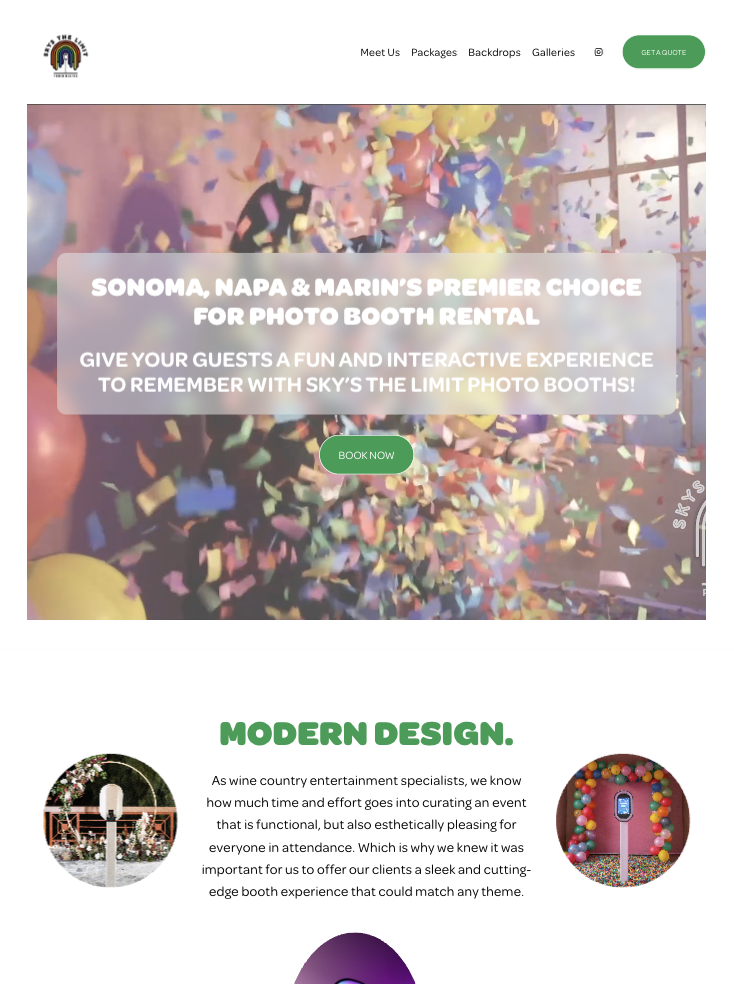 SKYS THE LIMIT
Meet Us
Packages
Backdrops
Galleries
GET A QUOTE
SONOMA, NAPA & MARIN'S PREMIER CHOICE
FOR PHOTO BOOTH RENTAL
GIVE YOUR GUESTS A FUN AND INTERACTIVE EXPERIENCE
TO REMEMBER WITH SKY'S THE LIMIT PHOTO BOOTHS!
BOOK NOW
SKYS
MODERN DESIGN.
As wine country entertainment specialists, we know
how much time and effort goes into curating an event
that is functional, but also esthetically pleasing for
everyone in attendance. Which is why we knew it was
important for us to offer our clients a sleek and cutting-
edge booth experience that could match any theme.